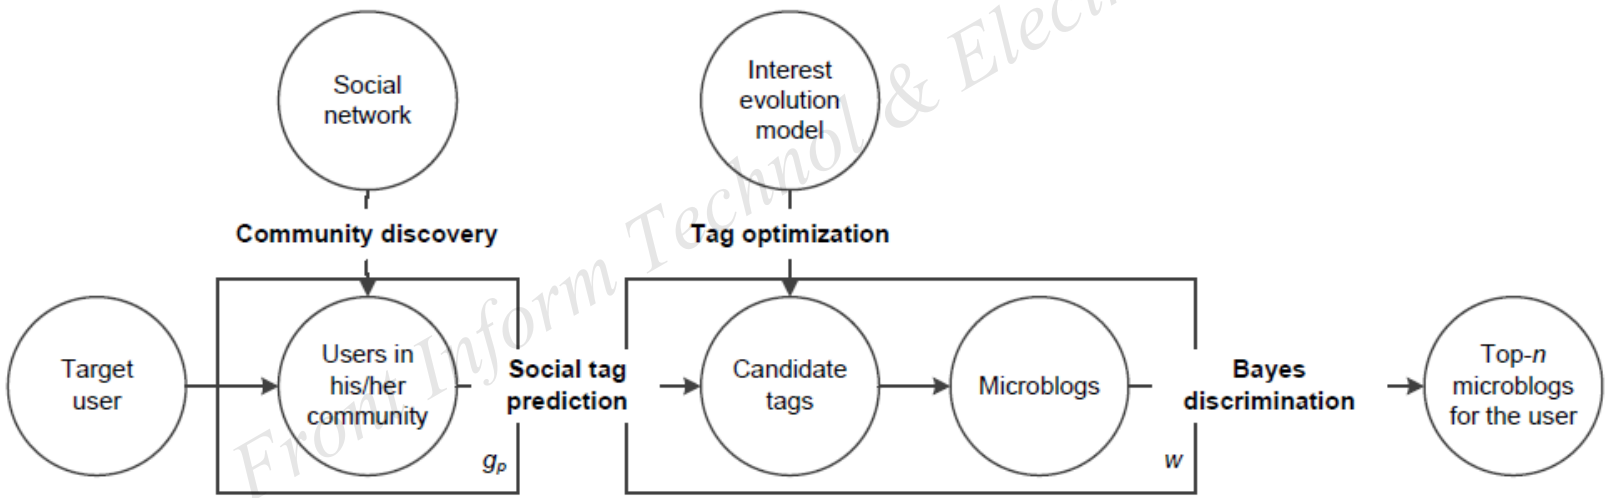 Social
network
Interest
evolution
model
Community discovery
Tag optimization
Target
user
Users in
his/her
community
Social tag
prediction
Candidate
tags
Microblogs
Bayes
discrimination
Top-n
microblogs
for the user
gp
w
Front Inform Technol &